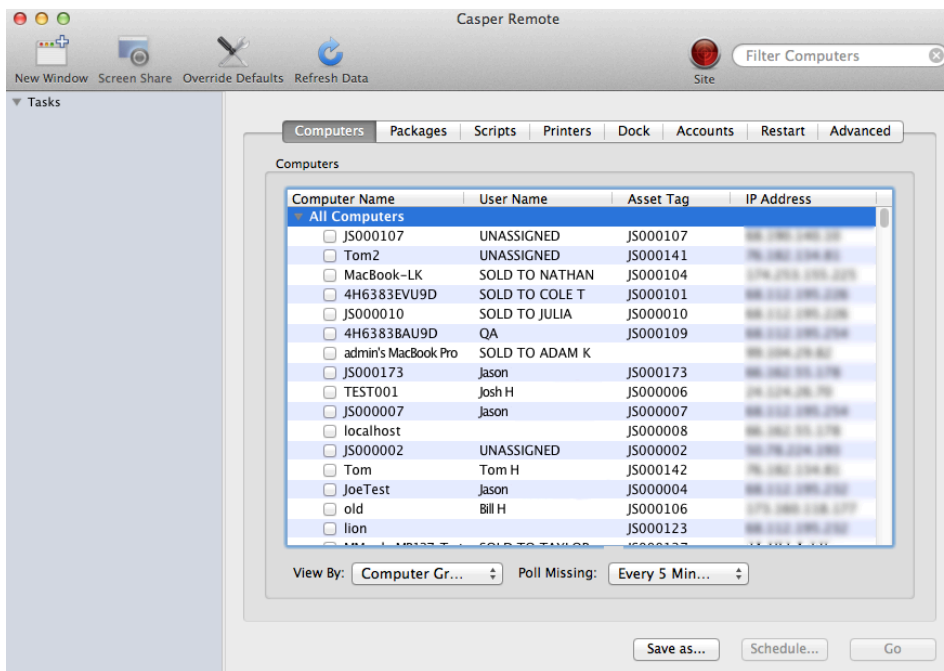 Casper Remote
New Window Screen Share Override Defaults Refresh Data Site Filter Computers
Tasks
Computers Packages Scripts Printers Dock Accounts Restart Advanced
Computers
Computer Name User Name Asset Tag IP Address
All Computers
JS000107 UNASSIGNED JS000107
Tom2 UNASSIGNED JS000141
MacBook-LK SOLD TO NATHAN JS000104
4H6383EVU9D SOLD TO COLE T JS000101
JS000010 SOLD TO JULIA JS000010
4H6383BAU9D QA JS000109
admin's MacBook Pro SOLD TO ADAM K
JS000173 Jason JS000173
TEST001 Josh H JS000006
JS000007 Jason JS000007
localhost JS000008
JS000002 UNASSIGNED JS000002
Tom Tom H JS000142
JoeTest Jason JS000004
old Bill H JS000106
lion JS000123
View By: Computer Gr... Poll Missing: Every 5 Min...
Save as... Schedule... Go